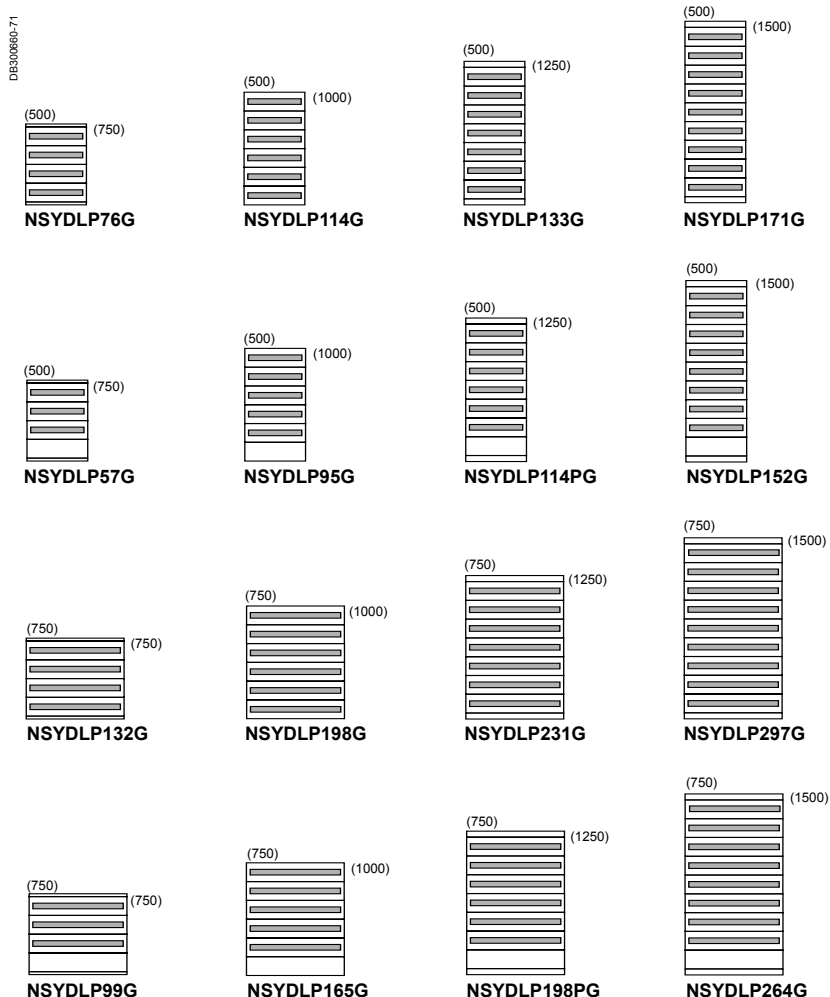 DB300660-71
(500)
(750)
NSYDLP76G
(500)
(1000)
NSYDLP114G
(500)
(1250)
NSYDLP133G
(500)
(1500)
NSYDLP171G
(500)
(750)
NSYDLP57G
(500)
(1000)
NSYDLP95G
(500)
(1250)
NSYDLP114PG
(500)
(1500)
NSYDLP152G
(750)
(750)
NSYDLP132G
(750)
(1000)
NSYDLP198G
(750)
(1250)
NSYDLP231G
(750)
(1500)
NSYDLP297G
(750)
(750)
NSYDLP99G
(750)
(1000)
NSYDLP165G
(750)
(1250)
NSYDLP198PG
(750)
(1500)
NSYDLP264G